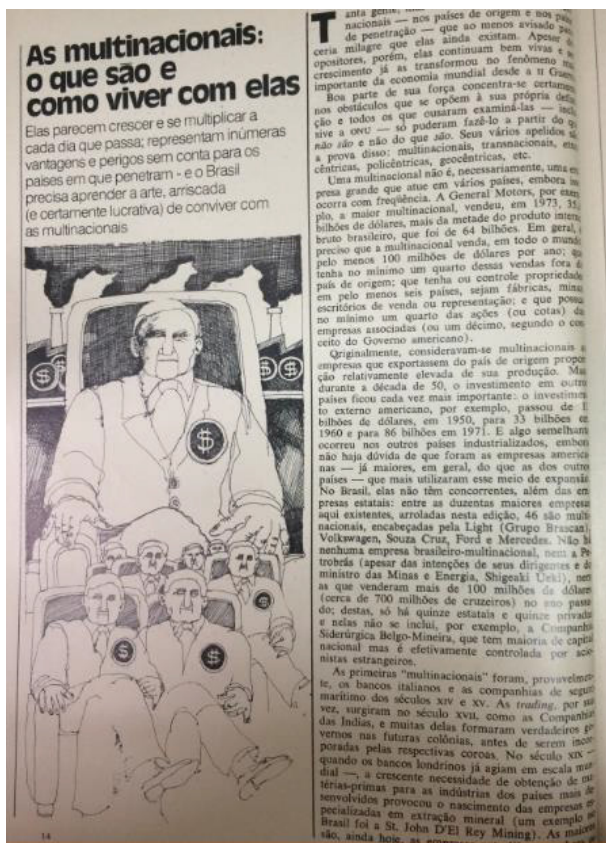 As multinacionais:
o que são e
como viver com elas
Elas parecem crescer e se multiplicar a
cada dia que passa; representam inúmeras
vantagens e perigos sem conta para os
países em que penetram - e o Brasil
precisa aprender a arte, arriscada
(e certamente lucrativa) de conviver com
as multinacionais
$ $
$
$ $
$ $
14
Tanta gente,
nacionais — nos países de origem e nos
de penetração — que ao menos avisado
ceria milagre que elas ainda existam. Apesar
opositores, porém, elas continuam bem vivas e
crescimento já as transformou no fenômeno
importante da economia mundial desde a II
Boa parte de sua força concentra-se
nos obstáculos que se opõem à sua própria
ção e todos os que ousaram examiná-las —
sive a ONU — só puderam fazê-lo a partir do
não são e não do que são. Seus vários apelidos
a prova disso: multinacionais, transnacionais,
cêntricas, policêntricas, geocêntricas, etc.
Uma multinacional não é, necessariamente, uma
presa grande que atue em vários países, embora
ocorra com freqüência. A General Motors, por
plo, a maior multinacional, vendeu, em 1973,
bilhões de dólares, mais da metade do produto
bruto brasileiro, que foi de 64 bilhões. Em geral,
preciso que a multinacional venda, em todo o
pelo menos 100 milhões de dólares por ano;
tenha no mínimo um quarto dessas vendas fora
país de origem; que tenha ou controle
em pelo menos seis países, sejam fábricas,
escritórios de venda ou representação; e que
no mínimo um quarto das ações (ou cotas)
empresas associadas (ou um décimo, segundo o
ceito do Governo americano).
Originalmente, consideravam-se multinacionais
empresas que exportassem do país de origem
ção relativamente elevada de sua produção.
durante a década de 50, o investimento em
países ficou cada vez mais importante: o
to externo americano, por exemplo, passou de
bilhões de dólares, em 1950, para 33 bilhões
1960 e para 86 bilhões em 1971. E algo
ocorreu nos outros países industrializados,
não haja dúvida de que foram as empresas
nas — já maiores, em geral, do que as dos
países — que mais utilizaram esse meio de
No Brasil, elas não têm concorrentes, além das
presas estatais: entre as duzentas maiores
aqui existentes, arroladas nesta edição, 46 são
nacionais, encabeçadas pela Light (Grupo Brascan),
Volkswagen, Souza Cruz, Ford e Mercedes. Não
nenhuma empresa brasileiro-multinacional, nem a
trobrás (apesar das intenções de seus dirigentes e
ministro das Minas e Energia, Shigeaki Ueki),
as que venderam mais de 100 milhões de dólares
(cerca de 700 milhões de cruzeiros) no ano
do; destas, só há quinze estatais e quinze
e nelas não se inclui, por exemplo, a Companhia
Siderúrgica Belgo-Mineira, que tem maioria de capital
nacional mas é efetivamente controlada por
nistas estrangeiros.
As primeiras "multinacionais" foram,
te, os bancos italianos e as companhias de
marítimo dos séculos XIV e XV. As trading, por
vez, surgiram no século XVII, como as Companhias
das Índias, e muitas delas formaram verdadeiros
vernos nas futuras colônias, antes de serem
poradas pelas respectivas coroas. No século XIX —
quando os bancos londrinos já agiam em escala
dial —, a crescente necessidade de obtenção de
térias-primas para as indústrias dos países mais
senvolvidos provocou o nascimento das empresas
pecializadas em extração mineral (um exemplo
Brasil foi a St. John D'El Rey Mining). As
são, ainda hoje, as